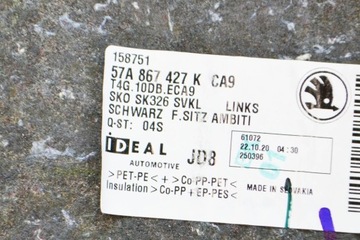 158751
57A 867 427 K CA9
T4G.10DB.ECA9
SKO SK326 SVKL LINKS
SCHWARZ F.SITZ AMBITI
Q-ST: 04S
61072
22.10.20 04:30
250396
iDEAL JD8
AUTOMOTIVE
>PET-PE< + >Co-PP-PET<
Insulation >Co-PP+EP-PES<
MADE IN SLOVAKIA